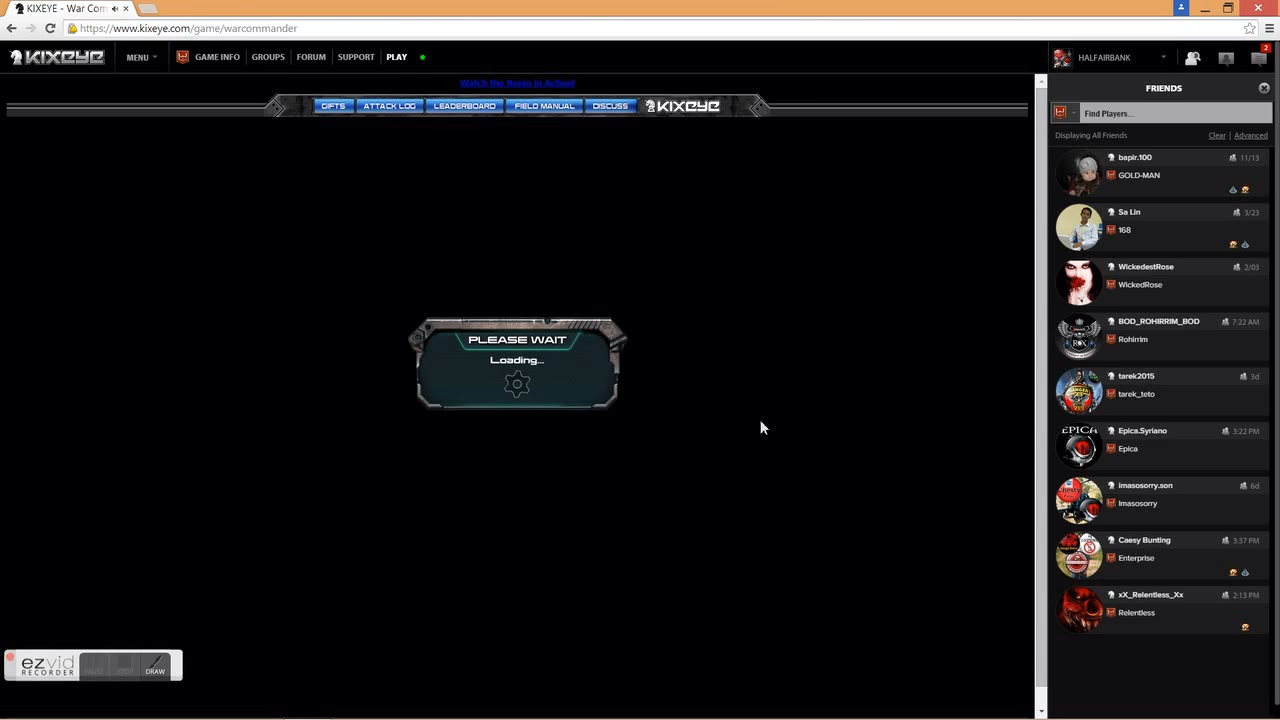 KIXEYE - War Com
https://www.kixeye.com/game/warcommander
KIXEYE
MENU
GAME INFO
GROUPS
FORUM
SUPPORT
PLAY
HALFAIRBANK
2
Watch the Ronin in Action!
GIFTS
ATTACK LOG
LEADERBOARD
FIELD MANUAL
DISCUSS
KIXEYE
PLEASE WAIT
Loading...
FRIENDS
Find Players...
Displaying All Friends
Clear | Advanced
bapir.100
11/13
GOLD-MAN
Sa Lin
3/23
168
WickedestRose
2/03
WickedRose
BOD_ROHIRRIM_BOD
7:22 AM
Rohirrim
tarek2015
3d
tarek_teto
EPICA
Epica.Syriano
3:22 PM
Epica
imasosorry.son
6d
Imasosorry
Caesy Bunting
3:37 PM
Enterprise
xX_Relentless_Xx
2:13 PM
Relentless
ezvid
RECORDER
PAUSE
STOP
DRAW